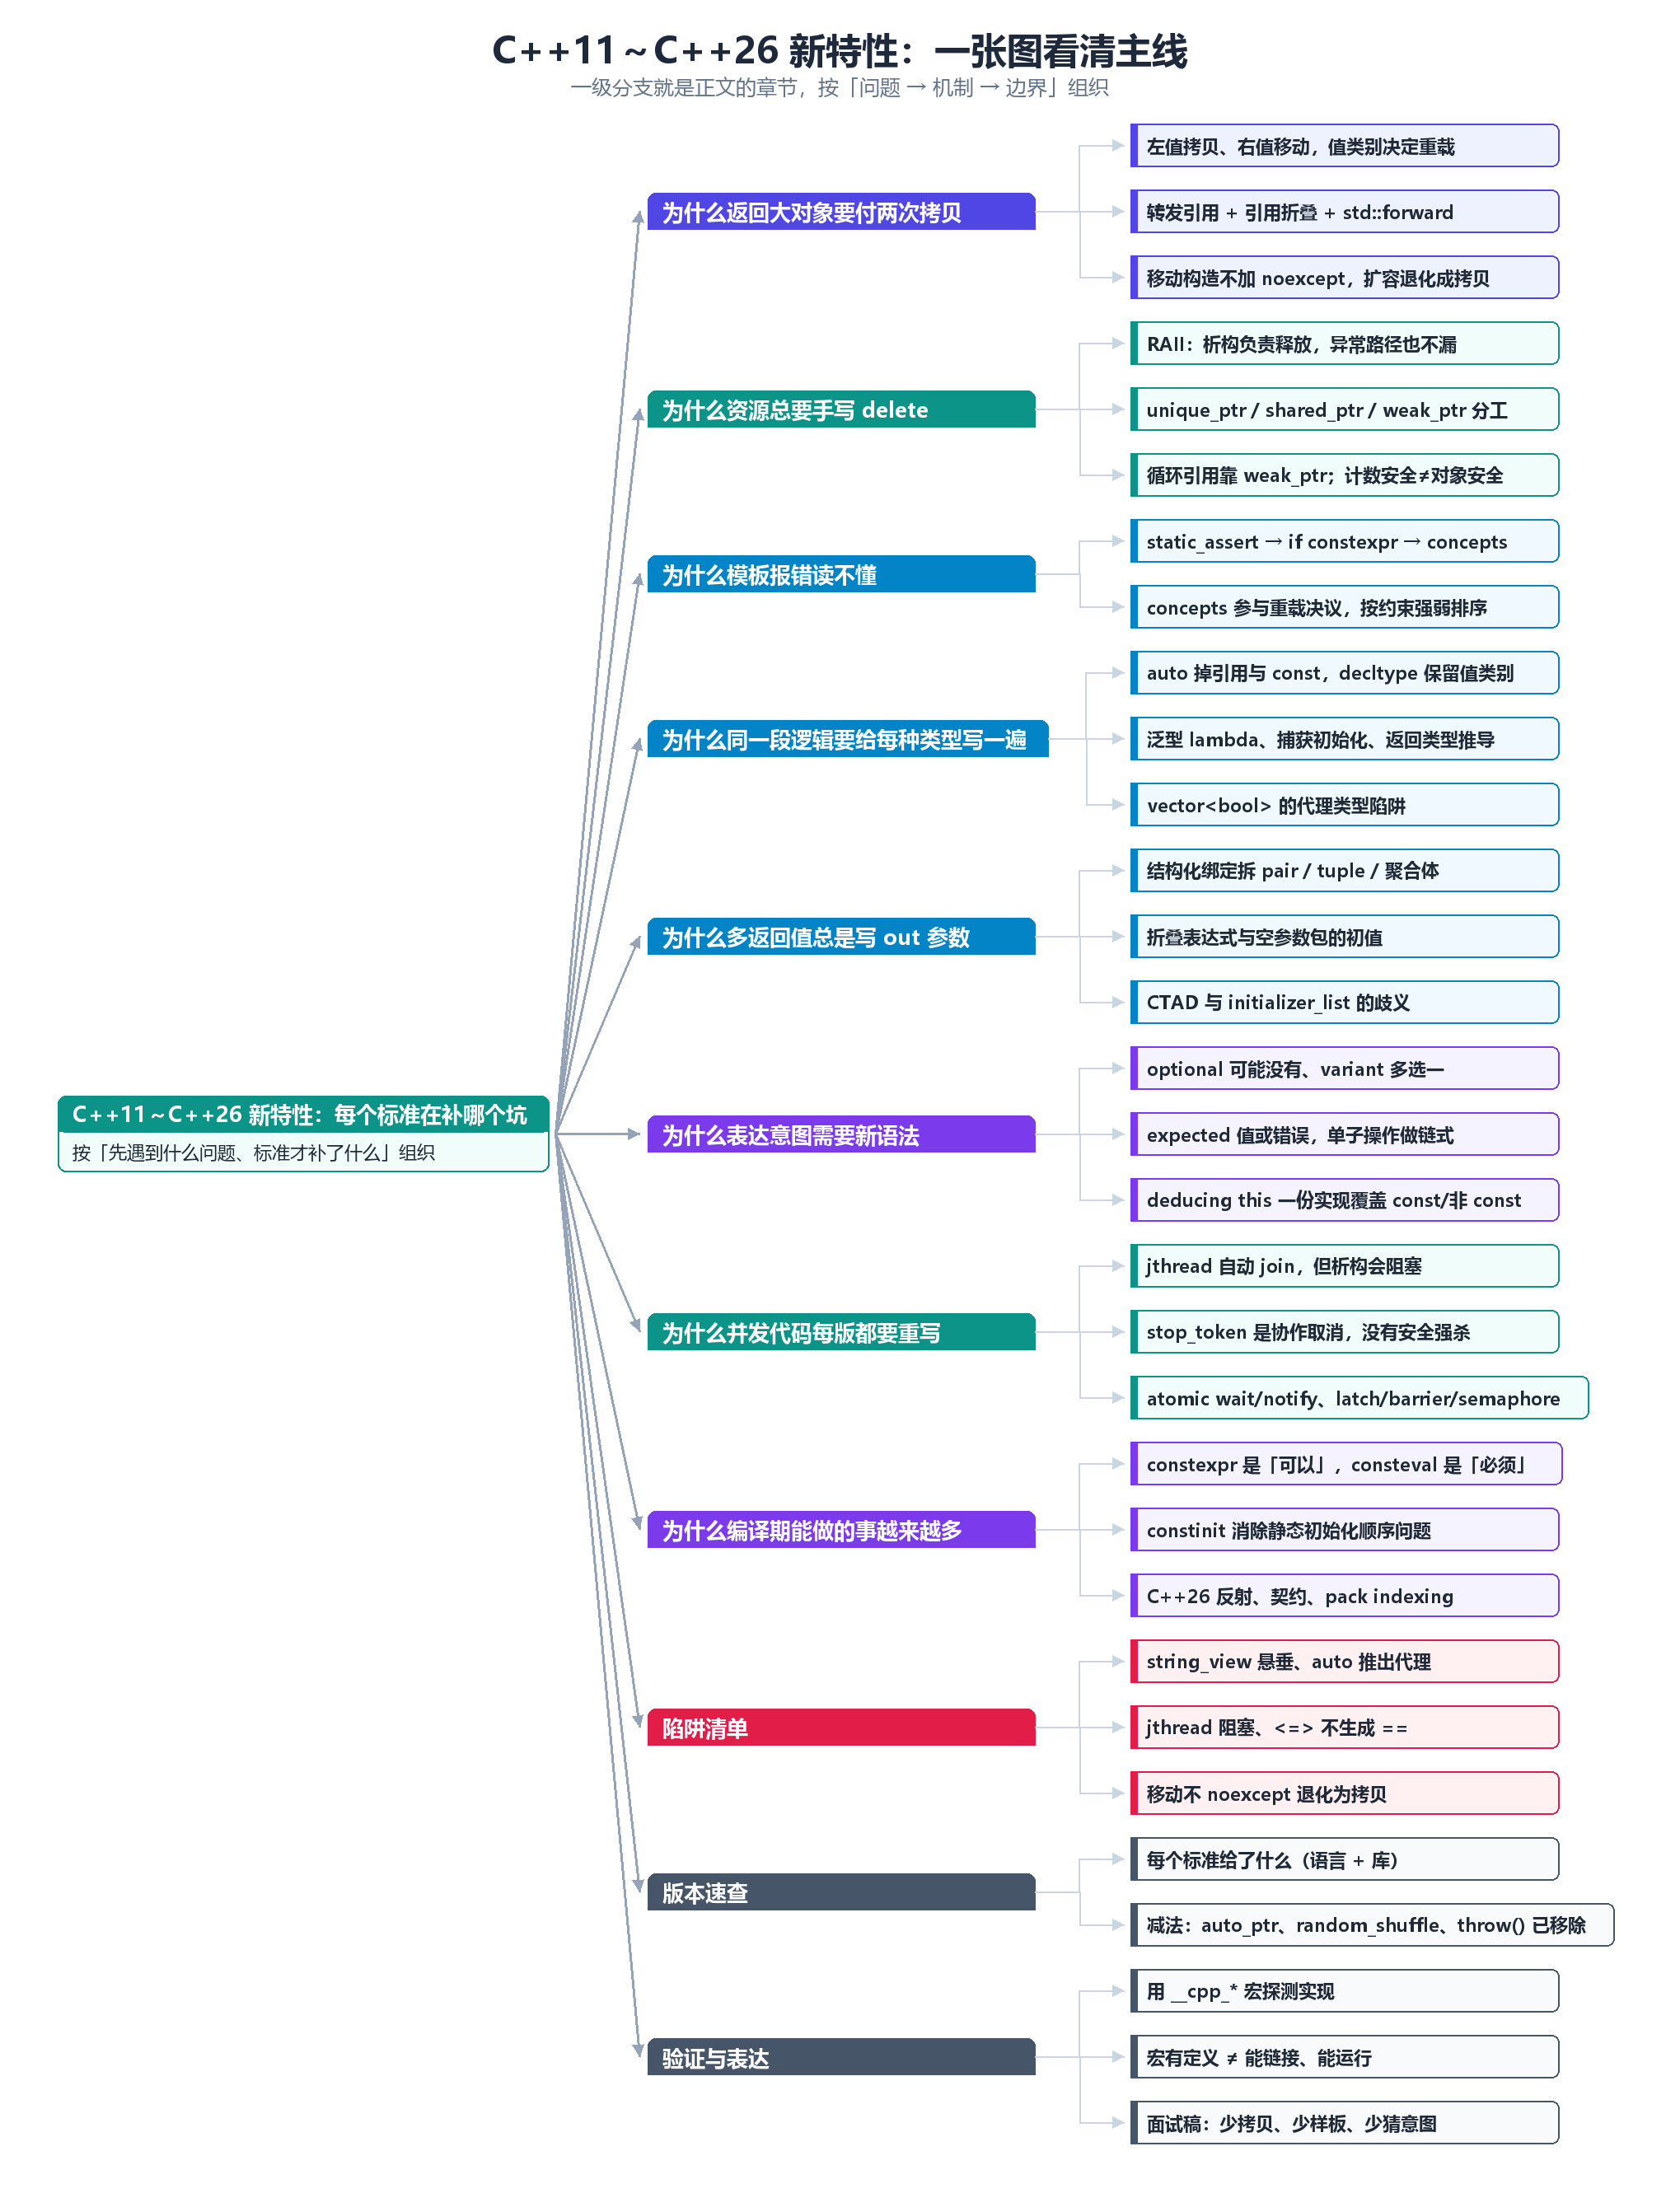 C++11~C++26 新特性：一张图看清主线
一级分支就是正文的章节，按「问题 → 机制 → 边界」组织
C++11~C++26 新特性：每个标准在补哪个坑
按「先遇到什么问题、标准才补了什么」组织
为什么返回大对象要付两次拷贝
左值拷贝、右值移动，值类别决定重载
转发引用 + 引用折叠 + std::forward
移动构造不加 noexcept，扩容退化成拷贝
为什么资源总要手写 delete
RAII：析构负责释放，异常路径也不漏
unique_ptr / shared_ptr / weak_ptr 分工
循环引用靠 weak_ptr；计数安全≠对象安全
为什么模板报错读不懂
static_assert → if constexpr → concepts
concepts 参与重载决议，按约束强弱排序
为什么同一段逻辑要给每种类型写一遍
auto 掉引用与 const，decltype 保留值类别
泛型 lambda、捕获初始化、返回类型推导
vector<bool> 的代理类型陷阱
为什么多返回值总是写 out 参数
结构化绑定拆 pair / tuple / 聚合体
折叠表达式与空参数包的初值
CTAD 与 initializer_list 的歧义
为什么表达意图需要新语法
optional 可能没有、variant 多选一
expected 值或错误，单子操作做链式
deducing this 一份实现覆盖 const/非 const
为什么并发代码每版都要重写
jthread 自动 join，但析构会阻塞
stop_token 是协作取消，没有安全强杀
atomic wait/notify、latch/barrier/semaphore
为什么编译期能做的事越来越多
constexpr 是「可以」，consteval 是「必须」
constinit 消除静态初始化顺序问题
C++26 反射、契约、pack indexing
陷阱清单
string_view 悬垂、auto 推出代理
jthread 阻塞、<=> 不生成 ==
移动不 noexcept 退化为拷贝
版本速查
每个标准给了什么（语言 + 库）
减法：auto_ptr、random_shuffle、throw() 已移除
验证与表达
用 __cpp_* 宏探测实现
宏有定义 ≠ 能链接、能运行
面试稿：少拷贝、少样板、少猜意图